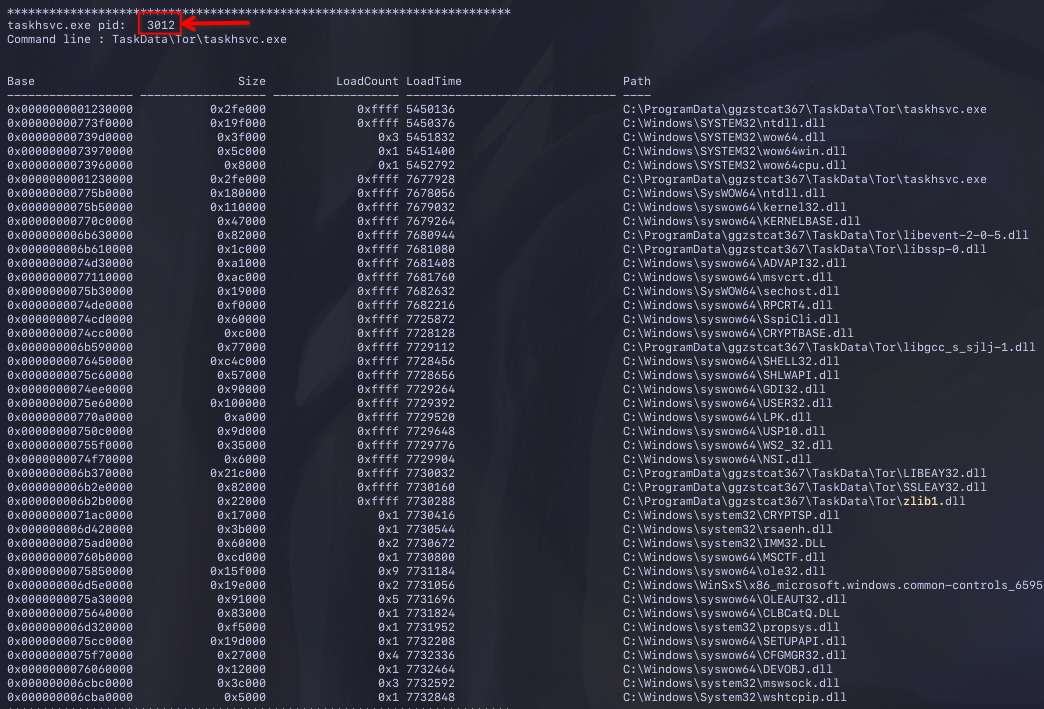 ************************************************************************
taskhsvc.exe pid:   3012
Command line : TaskData\Tor\taskhsvc.exe
Base                             Size          LoadCount LoadTime                       Path
------------------ ------------------ ------------------ ------------------------------ ----
0x0000000001230000           0x2fe000             0xffff 5450136                        C:\ProgramData\ggzstcat367\TaskData\Tor\taskhsvc.exe
0x00000000773f0000           0x19f000             0xffff 5450376                        C:\Windows\SYSTEM32\ntdll.dll
0x00000000739d0000            0x3f000                0x3 5451832                        C:\Windows\SYSTEM32\wow64.dll
0x0000000073970000            0x5c000                0x1 5451400                        C:\Windows\SYSTEM32\wow64win.dll
0x0000000073960000             0x8000                0x1 5452792                        C:\Windows\SYSTEM32\wow64cpu.dll
0x0000000001230000           0x2fe000             0xffff 7677928                        C:\ProgramData\ggzstcat367\TaskData\Tor\taskhsvc.exe
0x00000000775b0000           0x180000             0xffff 7678056                        C:\Windows\SysWOW64\ntdll.dll
0x0000000075b50000           0x110000             0xffff 7679032                        C:\Windows\syswow64\kernel32.dll
0x00000000770c0000            0x47000             0xffff 7679264                        C:\Windows\syswow64\KERNELBASE.dll
0x000000006b630000            0x82000             0xffff 7680944                        C:\ProgramData\ggzstcat367\TaskData\Tor\libevent-2-0-5.dll
0x000000006b610000            0x1c000             0xffff 7681080                        C:\ProgramData\ggzstcat367\TaskData\Tor\libssp-0.dll
0x0000000074d30000            0xa1000             0xffff 7681408                        C:\Windows\syswow64\ADVAPI32.dll
0x0000000077110000            0xac000             0xffff 7681760                        C:\Windows\syswow64\msvcrt.dll
0x0000000075b30000            0x19000             0xffff 7682632                        C:\Windows\SysWOW64\sechost.dll
0x0000000074de0000            0xf0000             0xffff 7682216                        C:\Windows\syswow64\RPCRT4.dll
0x0000000074cd0000            0x60000             0xffff 7725872                        C:\Windows\syswow64\SspiCli.dll
0x0000000074cc0000             0xc000             0xffff 7728128                        C:\Windows\syswow64\CRYPTBASE.dll
0x000000006b590000            0x77000             0xffff 7729112                        C:\ProgramData\ggzstcat367\TaskData\Tor\libgcc_s_sjlj-1.dll
0x0000000076450000           0xc4c000             0xffff 7728456                        C:\Windows\syswow64\SHELL32.dll
0x0000000075c60000            0x57000             0xffff 7728656                        C:\Windows\syswow64\SHLWAPI.dll
0x0000000074ee0000            0x90000             0xffff 7729264                        C:\Windows\syswow64\GDI32.dll
0x0000000075e60000           0x100000             0xffff 7729392                        C:\Windows\syswow64\USER32.dll
0x00000000770a0000             0xa000             0xffff 7729520                        C:\Windows\syswow64\LPK.dll
0x00000000750c0000            0x9d000             0xffff 7729648                        C:\Windows\syswow64\USP10.dll
0x00000000755f0000            0x35000             0xffff 7729776                        C:\Windows\syswow64\WS2_32.dll
0x0000000074f70000             0x6000             0xffff 7729904                        C:\Windows\syswow64\NSI.dll
0x000000006b370000           0x21c000             0xffff 7730032                        C:\ProgramData\ggzstcat367\TaskData\Tor\LIBEAY32.dll
0x000000006b2e0000            0x82000             0xffff 7730160                        C:\ProgramData\ggzstcat367\TaskData\Tor\SSLEAY32.dll
0x000000006b2b0000            0x22000             0xffff 7730288                        C:\ProgramData\ggzstcat367\TaskData\Tor\zlib1.dll
0x0000000071ac0000            0x17000                0x1 7730416                        C:\Windows\system32\CRYPTSP.dll
0x000000006d420000            0x3b000                0x1 7730544                        C:\Windows\system32\rsaenh.dll
0x0000000075ad0000            0x60000                0x2 7730672                        C:\Windows\system32\IMM32.DLL
0x00000000760b0000            0xcd000                0x1 7730800                        C:\Windows\syswow64\MSCTF.dll
0x0000000075850000           0x15f000                0x9 7731184                        C:\Windows\syswow64\ole32.dll
0x000000006d5e0000           0x19e000                0x2 7731056                        C:\Windows\WinSxS\x86_microsoft.windows.common-controls_6595
0x0000000075a30000            0x91000                0x5 7731696                        C:\Windows\syswow64\OLEAUT32.dll
0x0000000075640000            0x83000                0x1 7731824                        C:\Windows\syswow64\CLBCatQ.DLL
0x000000006d320000            0xf5000                0x1 7731952                        C:\Windows\system32\propsys.dll
0x0000000075cc0000           0x19d000                0x1 7732208                        C:\Windows\syswow64\SETUPAPI.dll
0x0000000075f70000            0x27000                0x4 7732336                        C:\Windows\syswow64\CFGMGR32.dll
0x0000000076060000            0x12000                0x1 7732464                        C:\Windows\syswow64\DEVOBJ.dll
0x000000006cbc0000            0x3c000                0x3 7732592                        C:\Windows\system32\mswsock.dll
0x000000006cba0000             0x5000                0x1 7732848                        C:\Windows\System32\wshtcpip.dll
************************************************************************